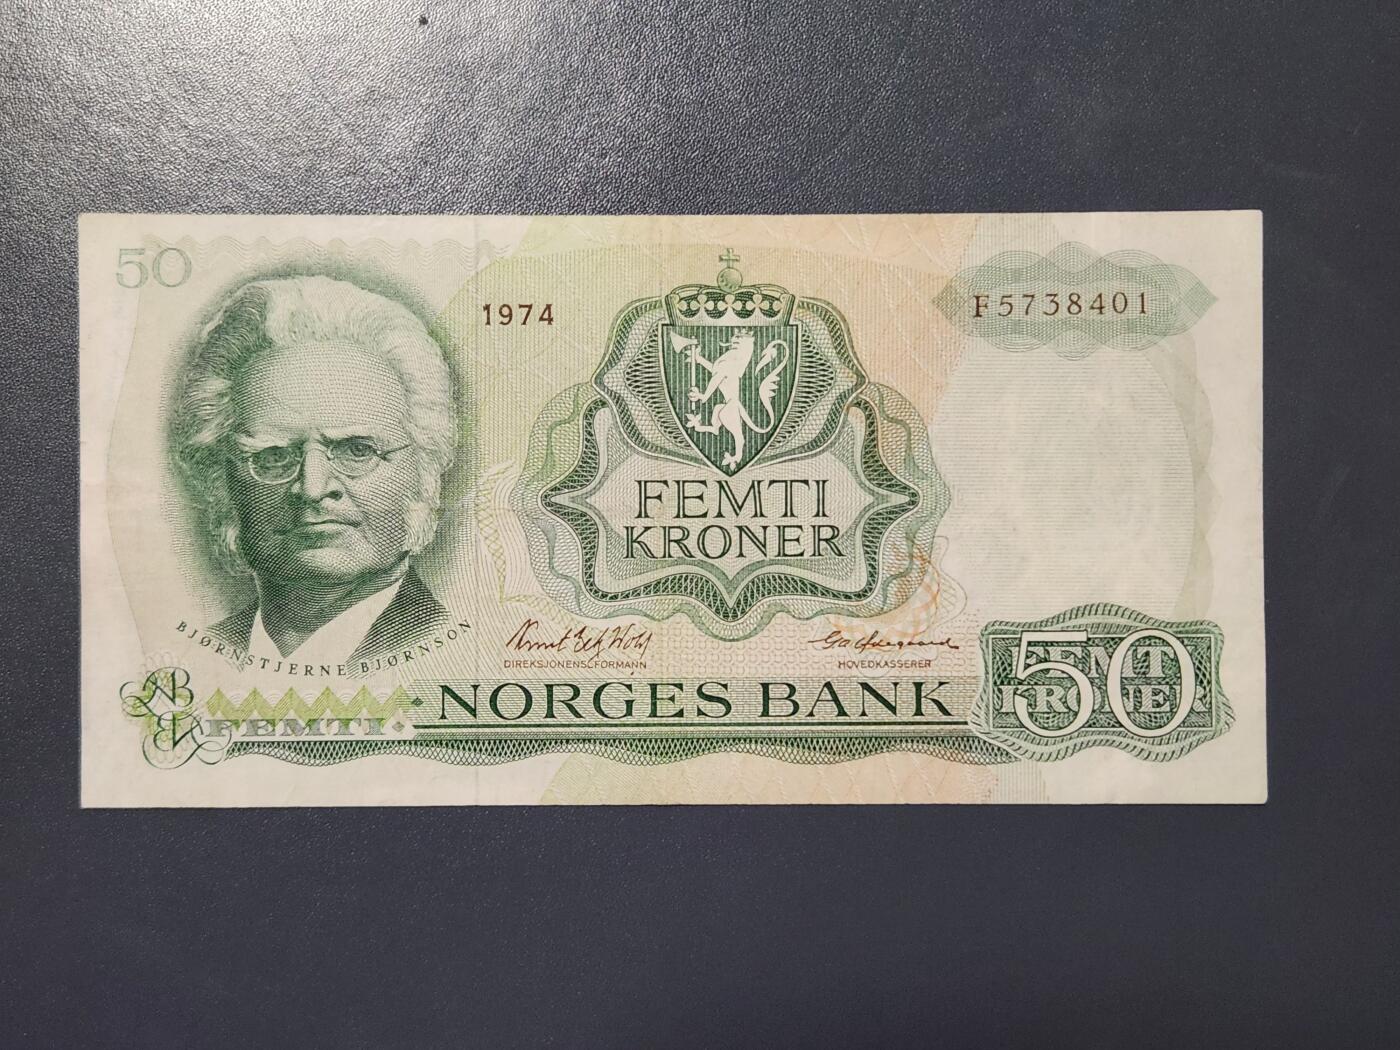 50
1974
F5738401
FEMTI
KRONER
BJØRNSTJERNE BJØRNSON
DIREKSJONENS FORMANN
HOVEDKASSERER
NORGES BANK
FEMTI
FEMTI
KRONER
50